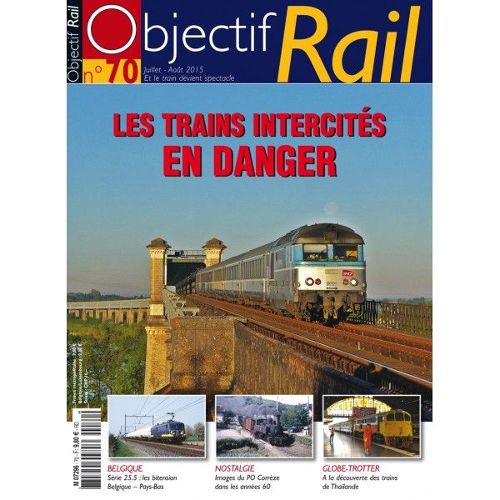 Objectif Rail
Objectif Rail
n° 70
Juillet - Août 2015
Et le train devient spectacle
LES TRAINS INTERCITÉS
EN DANGER
SNCF
BELGIQUE
Série 25.5 : les bitension
Belgique – Pays-Bas
NOSTALGIE
Images du PO Corrèze
dans les années 60
GLOBE-TROTTER
A la découverte des trains
de Thaïlande